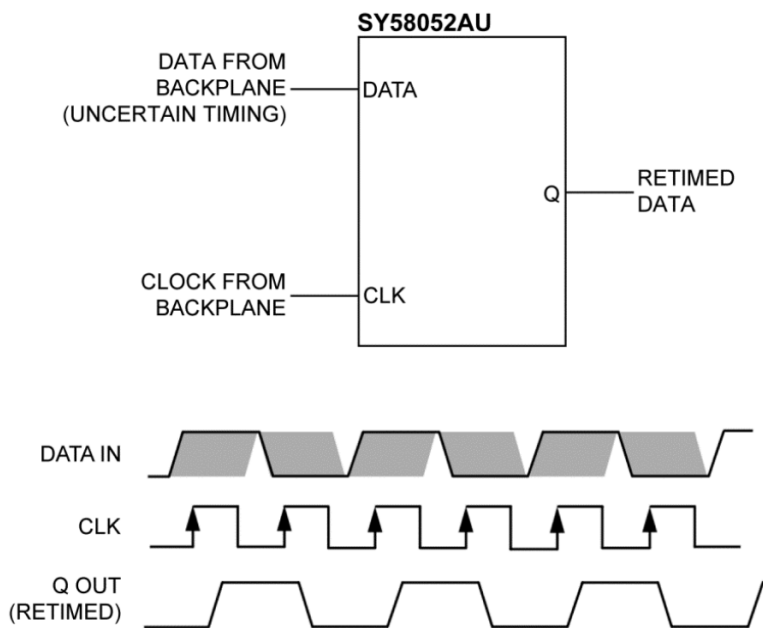 SY58052AU
DATA FROM
BACKPLANE
(UNCERTAIN TIMING)
DATA
Q
RETIMED
DATA
CLOCK FROM
BACKPLANE
CLK
DATA IN
CLK
Q OUT
(RETIMED)